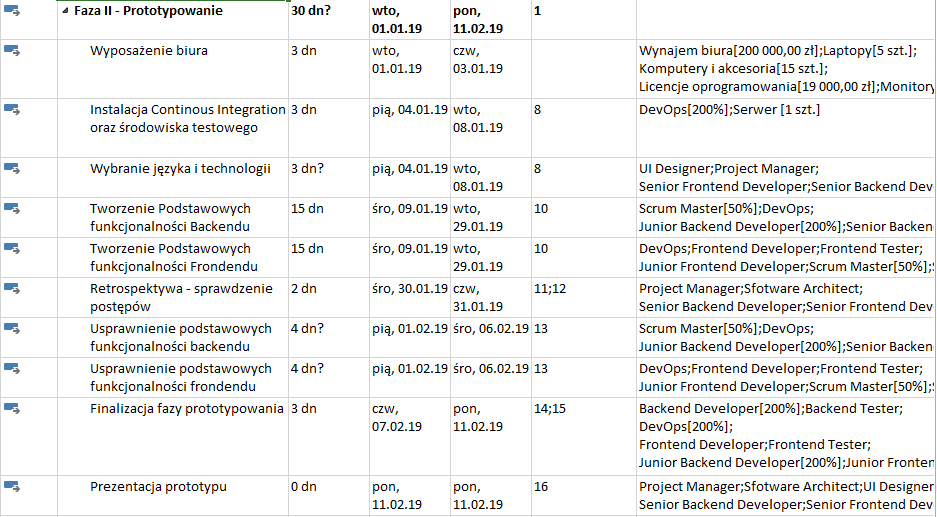 Faza II - Prototypowanie 30 dn? wto, 01.01.19 pon, 11.02.19 1
Wyposażenie biura 3 dn wto, 01.01.19 czw, 03.01.19 Wynajem biura[200 000,00 zł];Laptopy[5 szt.];
Komputery i akcesoria[15 szt.];
Licencje oprogramowania[19 000,00 zł];Monitory
Instalacja Continous Integration 3 dn pią, 04.01.19 wto, 08.01.19 8 DevOps[200%];Serwer [1 szt.]
oraz środowiska testowego
Wybranie języka i technologii 3 dn? pią, 04.01.19 wto, 08.01.19 8 UI Designer;Project Manager;
Senior Frontend Developer;Senior Backend Dev
Tworzenie Podstawowych 15 dn śro, 09.01.19 wto, 29.01.19 10 Scrum Master[50%];DevOps;
funkcjonalności Backendu Junior Backend Developer[200%];Senior Backen
Tworzenie Podstawowych 15 dn śro, 09.01.19 wto, 29.01.19 10 DevOps;Frontend Developer;Frontend Tester;
funkcjonalności Frondendu Junior Frontend Developer;Scrum Master[50%];
Retrospektywa - sprawdzenie 2 dn śro, 30.01.19 czw, 31.01.19 11;12 Project Manager;Sfotware Architect;
postępów Senior Backend Developer;Senior Frontend Dev
Usprawnienie podstawowych 4 dn? pią, 01.02.19 śro, 06.02.19 13 Scrum Master[50%];DevOps;
funkcjonalności backendu Junior Backend Developer[200%];Senior Backen
Usprawnienie podstawowych 4 dn? pią, 01.02.19 śro, 06.02.19 13 DevOps;Frontend Developer;Frontend Tester;
funkcjonalności frondendu Junior Frontend Developer;Scrum Master[50%];
Finalizacja fazy prototypowania 3 dn czw, 07.02.19 pon, 11.02.19 14;15 Backend Developer[200%];Backend Tester;
DevOps[200%];
Frontend Developer;Frontend Tester;
Junior Backend Developer[200%];Junior Fronten
Prezentacja prototypu 0 dn pon, 11.02.19 pon, 11.02.19 16 Project Manager;Sfotware Architect;UI Designer
Senior Backend Developer;Senior Frontend Dev